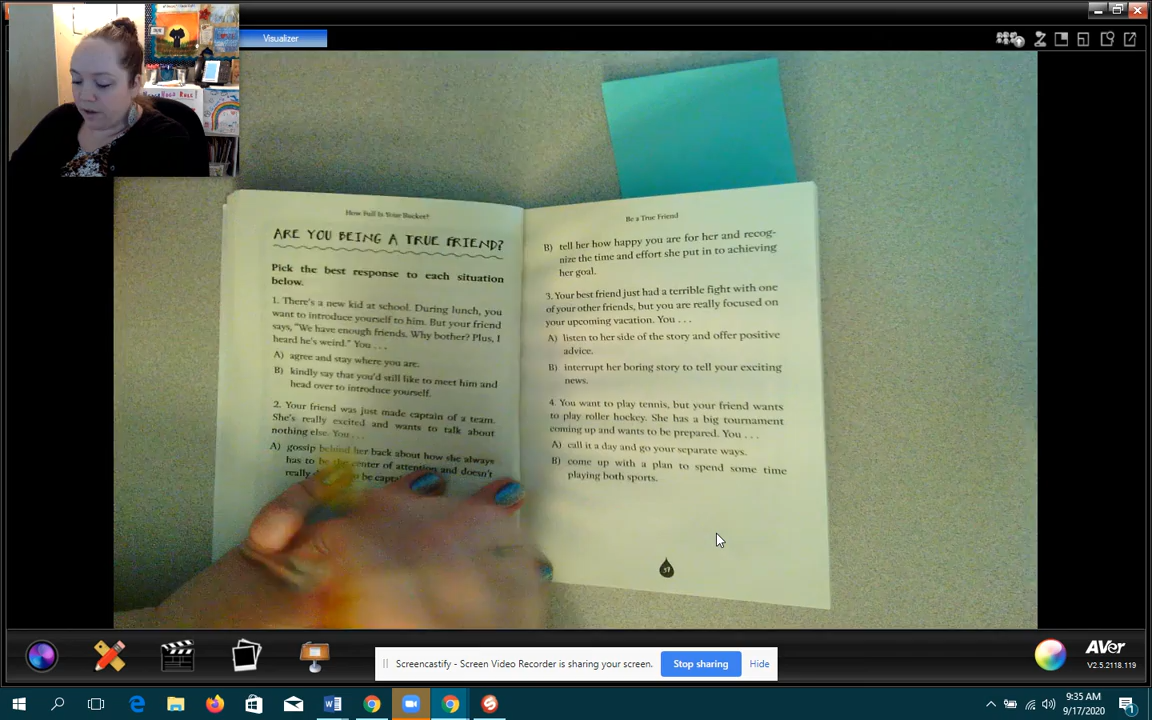 Visualizer
How Full Is Your Bucket?
ARE YOU BEING A TRUE FRIEND?
Pick the best response to each situation
below.
1. There's a new kid at school. During lunch, you
want to introduce yourself to him. But your friend
says, "We have enough friends. Why bother? Plus, I
heard he's weird." You . . .
A) agree and stay where you are.
B) kindly say that you'd still like to meet him and
head over to introduce yourself.
2. Your friend was just made captain of a team.
She's really excited and wants to talk about
nothing else. You . . .
A) gossip behind her back about how she always
has to be the center of attention and doesn't
really be
Be a True Friend
B) tell her how happy you are for her and recog-
nize the time and effort she put in to achieving
her goal.
3. Your best friend just had a terrible fight with one
of your other friends, but you are really focused on
your upcoming vacation. You . . .
A) listen to her side of the story and offer positive
advice.
B) interrupt her boring story to tell your exciting
news.
4. You want to play tennis, but your friend wants
to play roller hockey. She has a big tournament
coming up and wants to be prepared. You . . .
A) call it a day and go your separate ways.
B) come up with a plan to spend some time
playing both sports.
57
Screencastify - Screen Video Recorder is sharing your screen. Stop sharing Hide
AVer
V2.5.2118.119
9:35 AM
9/17/2020